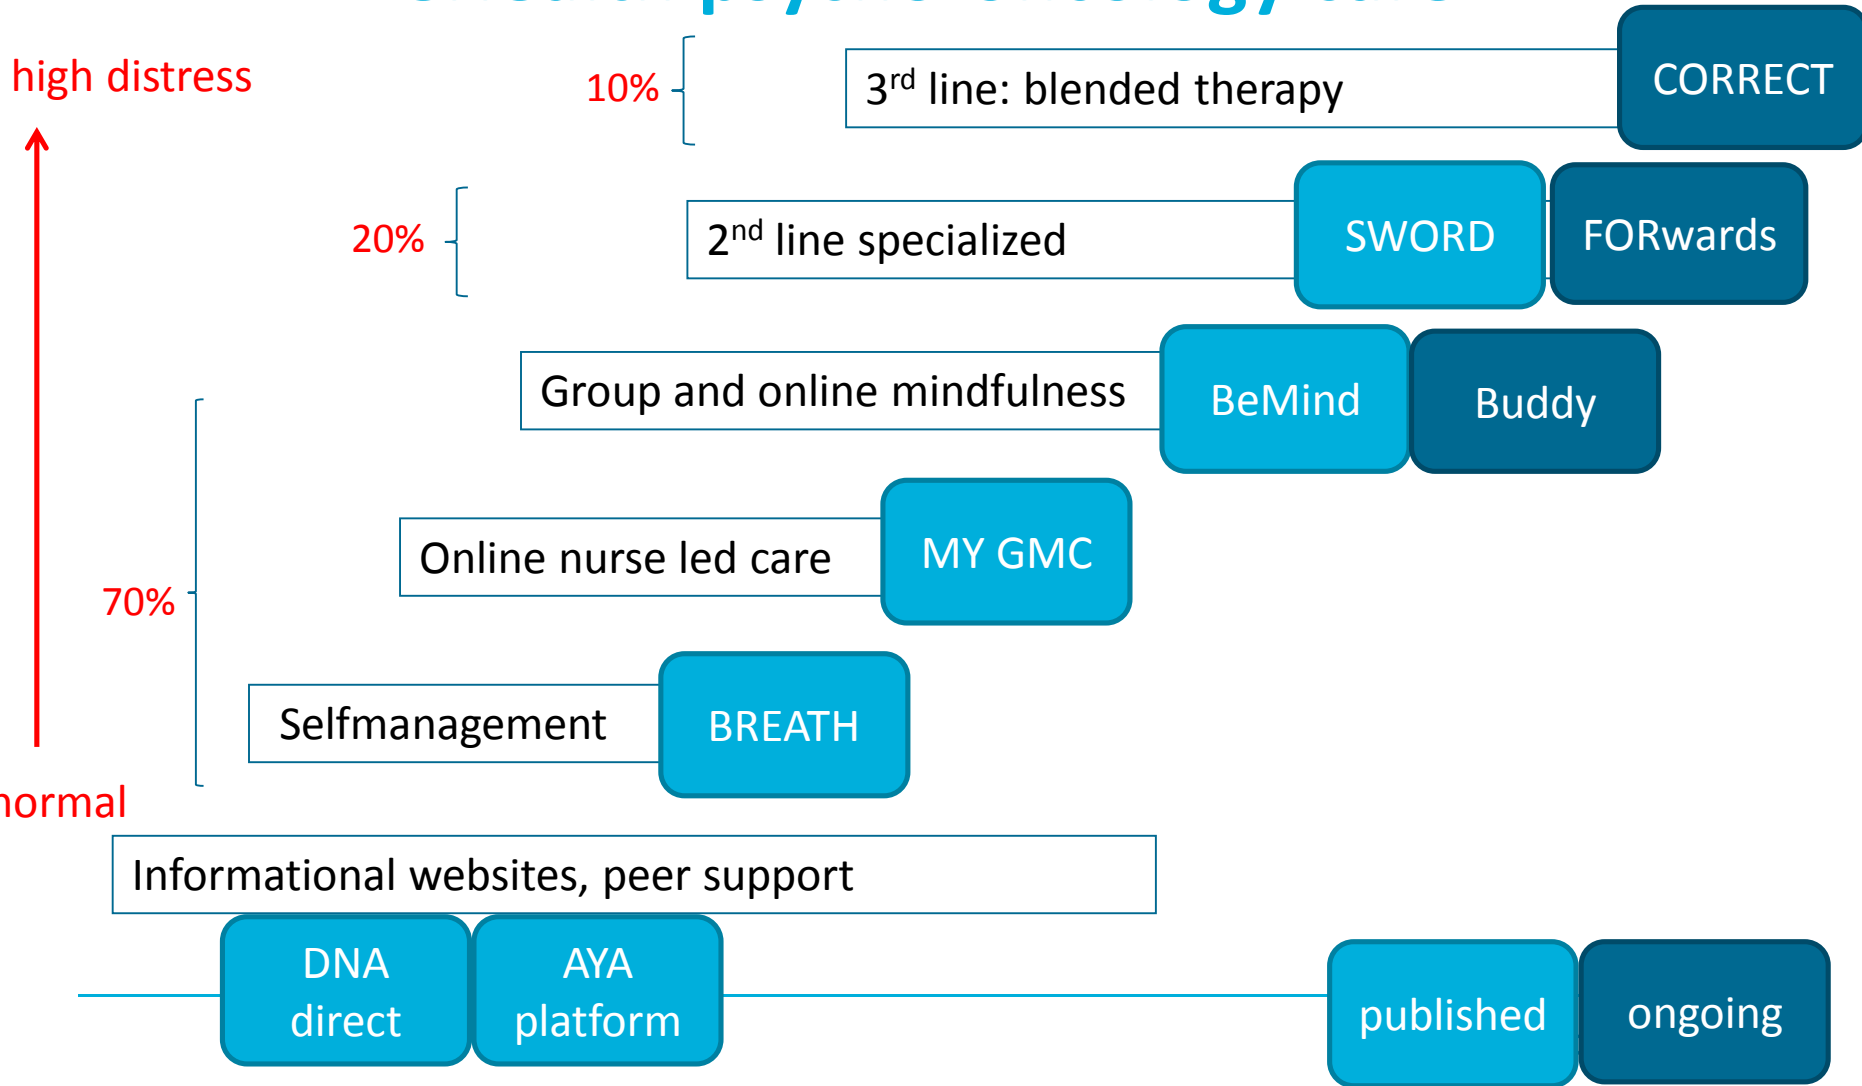 high distress
10%
3rd line: blended therapy
CORRECT
20%
2nd line specialized
SWORD
FORwards
Group and online mindfulness
BeMind
Buddy
Online nurse led care
MY GMC
70%
Selfmanagement
BREATH
normal
Informational websites, peer support
DNA
direct
AYA
platform
published
ongoing